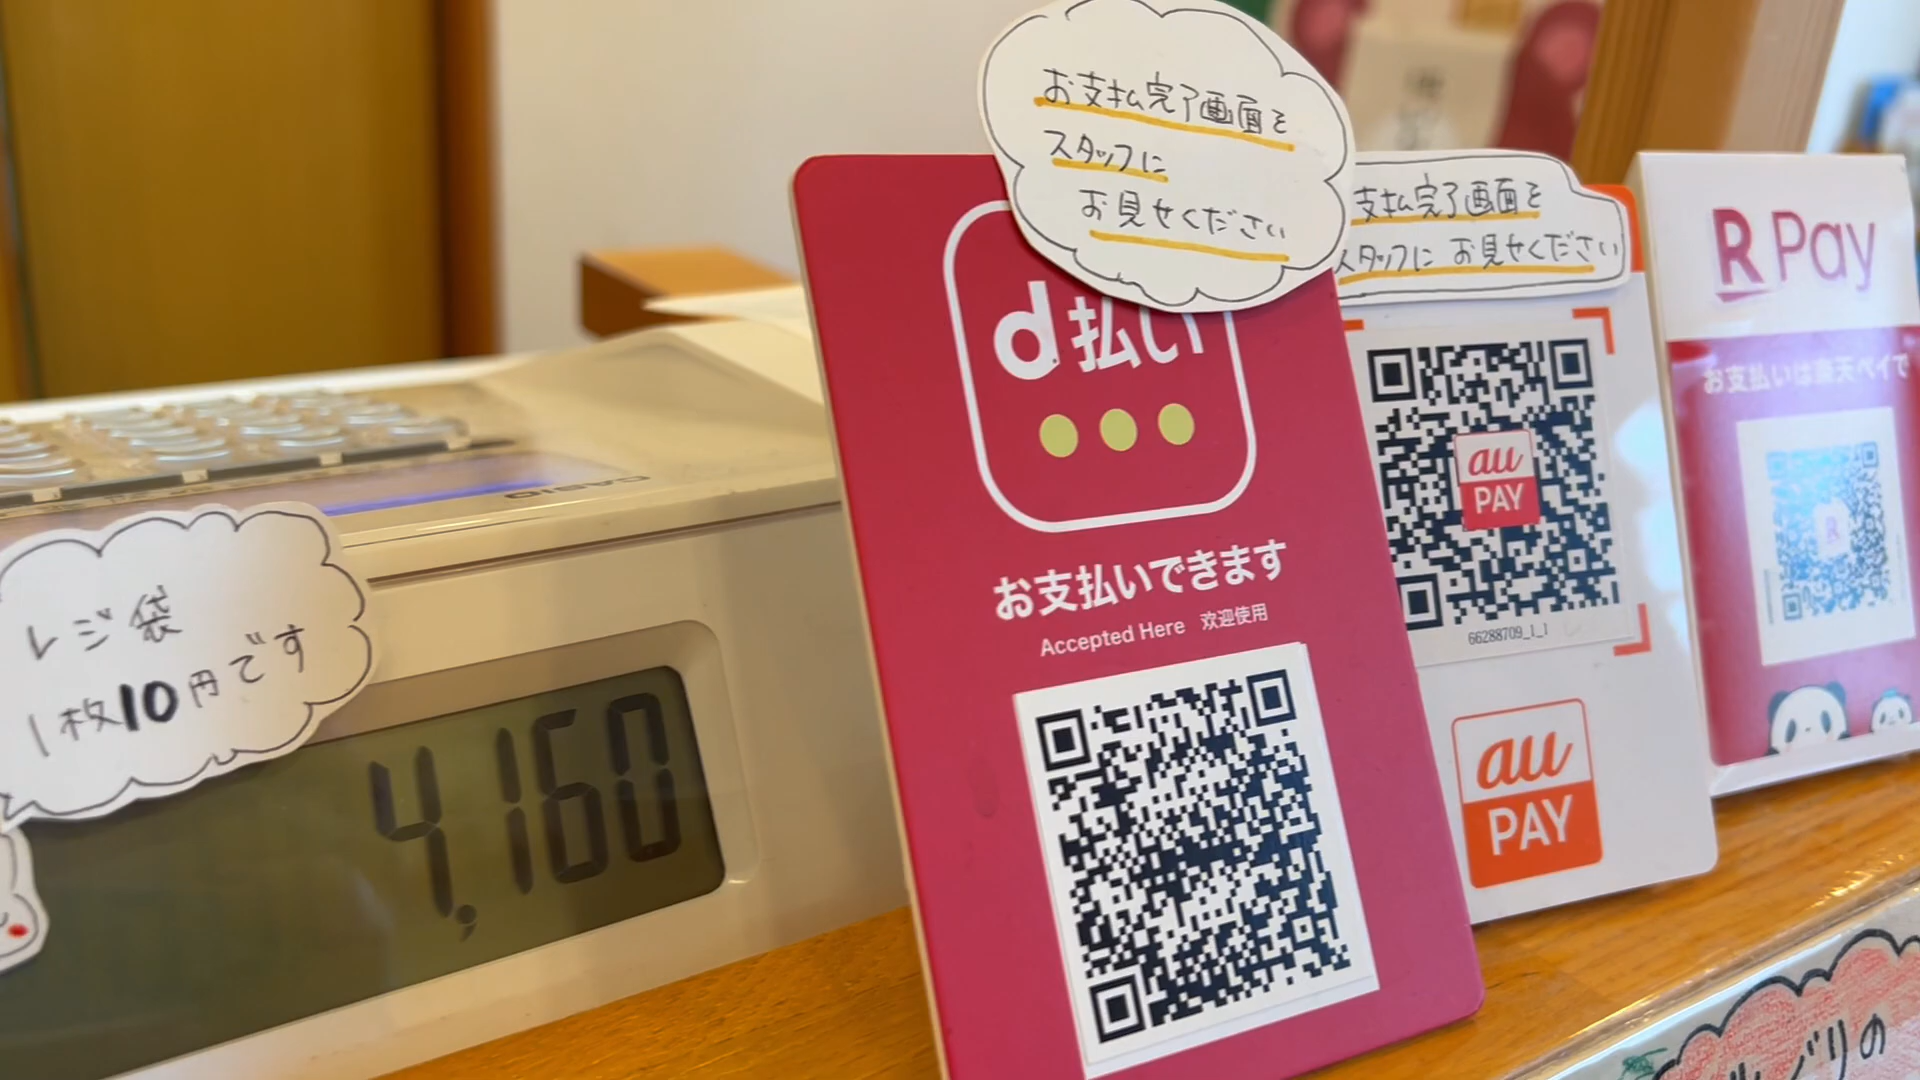 お支払完了画面を
スタッフに
お見せください
d払い
お支払いできます
Accepted Here 欢迎使用
支払完了画面を
スタッフに お見せください
au
PAY
66288709_1_1
au
PAY
R Pay
お支払いは楽天ペイで
CASIO
レジ袋
1枚10円です
4,160